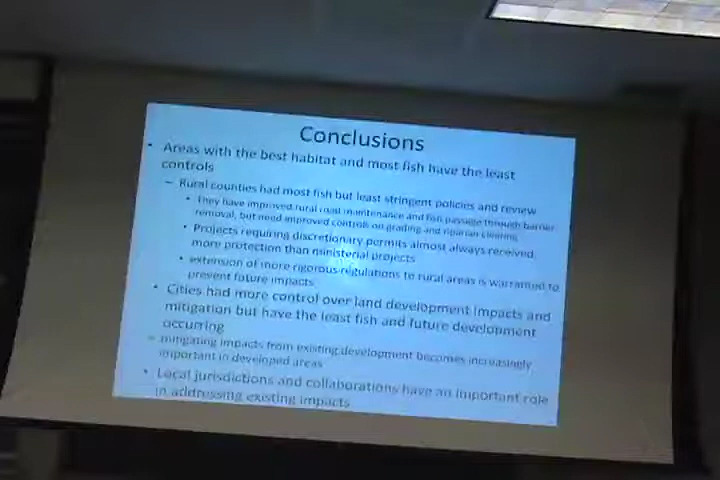 Conclusions
• Areas with the best habitat and most fish have the least
controls
– Rural counties had most fish but least stringent policies and review
• They have improved rural road maintenance and fish passage through barrier
removal, but need improved controls on grading and riparian clearing
• Projects requiring discretionary permits almost always received
more protection than ministerial projects
• extension of more rigorous regulations to rural areas is warranted to
prevent future impacts
• Cities had more control over land development impacts and
mitigation but have the least fish and future development
occurring
– mitigating impacts from existing development becomes increasingly
important in developed areas
• Local jurisdictions and collaborations have an important role
in addressing existing impacts